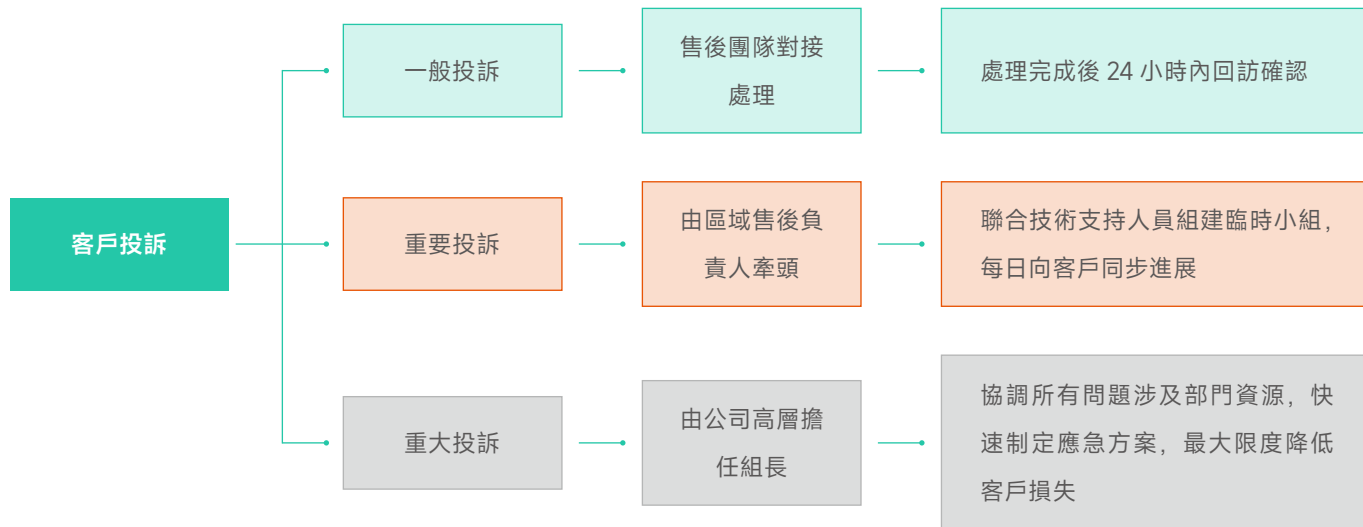 客戶投訴
一般投訴
售後團隊對接
處理
處理完成後 24 小時內回訪確認
重要投訴
由區域售後負
責人牽頭
聯合技術支持人員組建臨時小組，
每日向客戶同步進展
重大投訴
由公司高層擔
任組長
協調所有問題涉及部門資源，快
速制定應急方案，最大限度降低
客戶損失